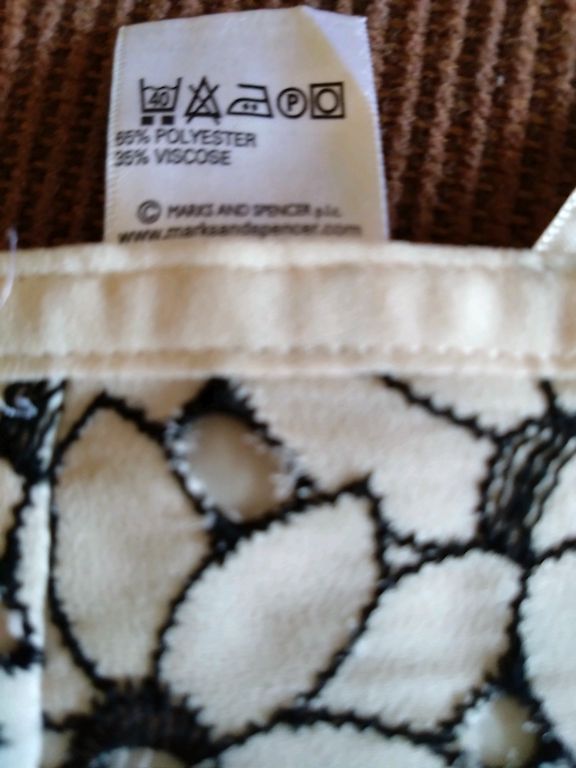 40 P
65% POLYESTER
35% VISCOSE
© MARKS AND SPENCER p.l.c.
www.marksandspencer.com